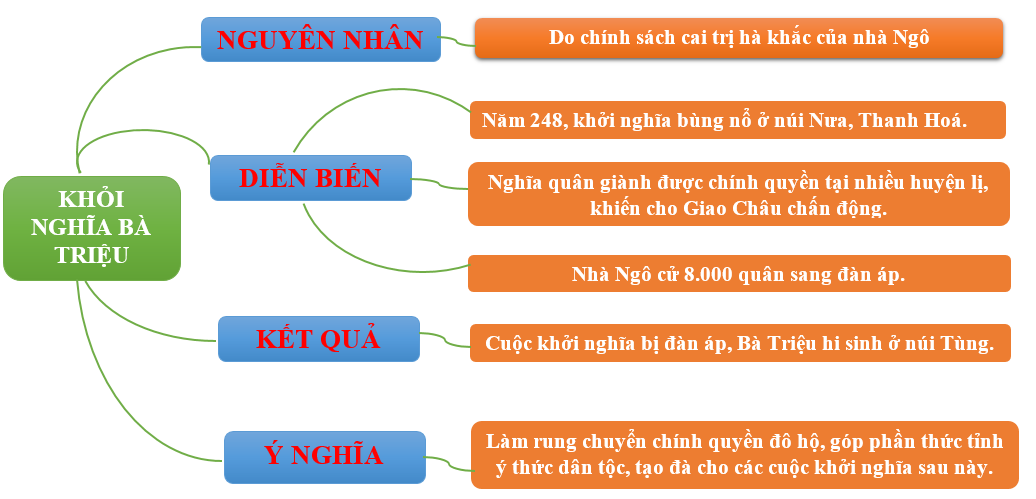 KHỎI
NGHĨA BÀ
TRIỆU
NGUYÊN NHÂN
Do chính sách cai trị hà khắc của nhà Ngô
DIỄN BIẾN
Năm 248, khởi nghĩa bùng nổ ở núi Nưa, Thanh Hoá.
Nghĩa quân giành được chính quyền tại nhiều huyện lị,
khiến cho Giao Châu chấn động.
Nhà Ngô cử 8.000 quân sang đàn áp.
KẾT QUẢ
Cuộc khởi nghĩa bị đàn áp, Bà Triệu hi sinh ở núi Tùng.
Ý NGHĨA
Làm rung chuyển chính quyền đô hộ, góp phần thức tỉnh
ý thức dân tộc, tạo đà cho các cuộc khởi nghĩa sau này.